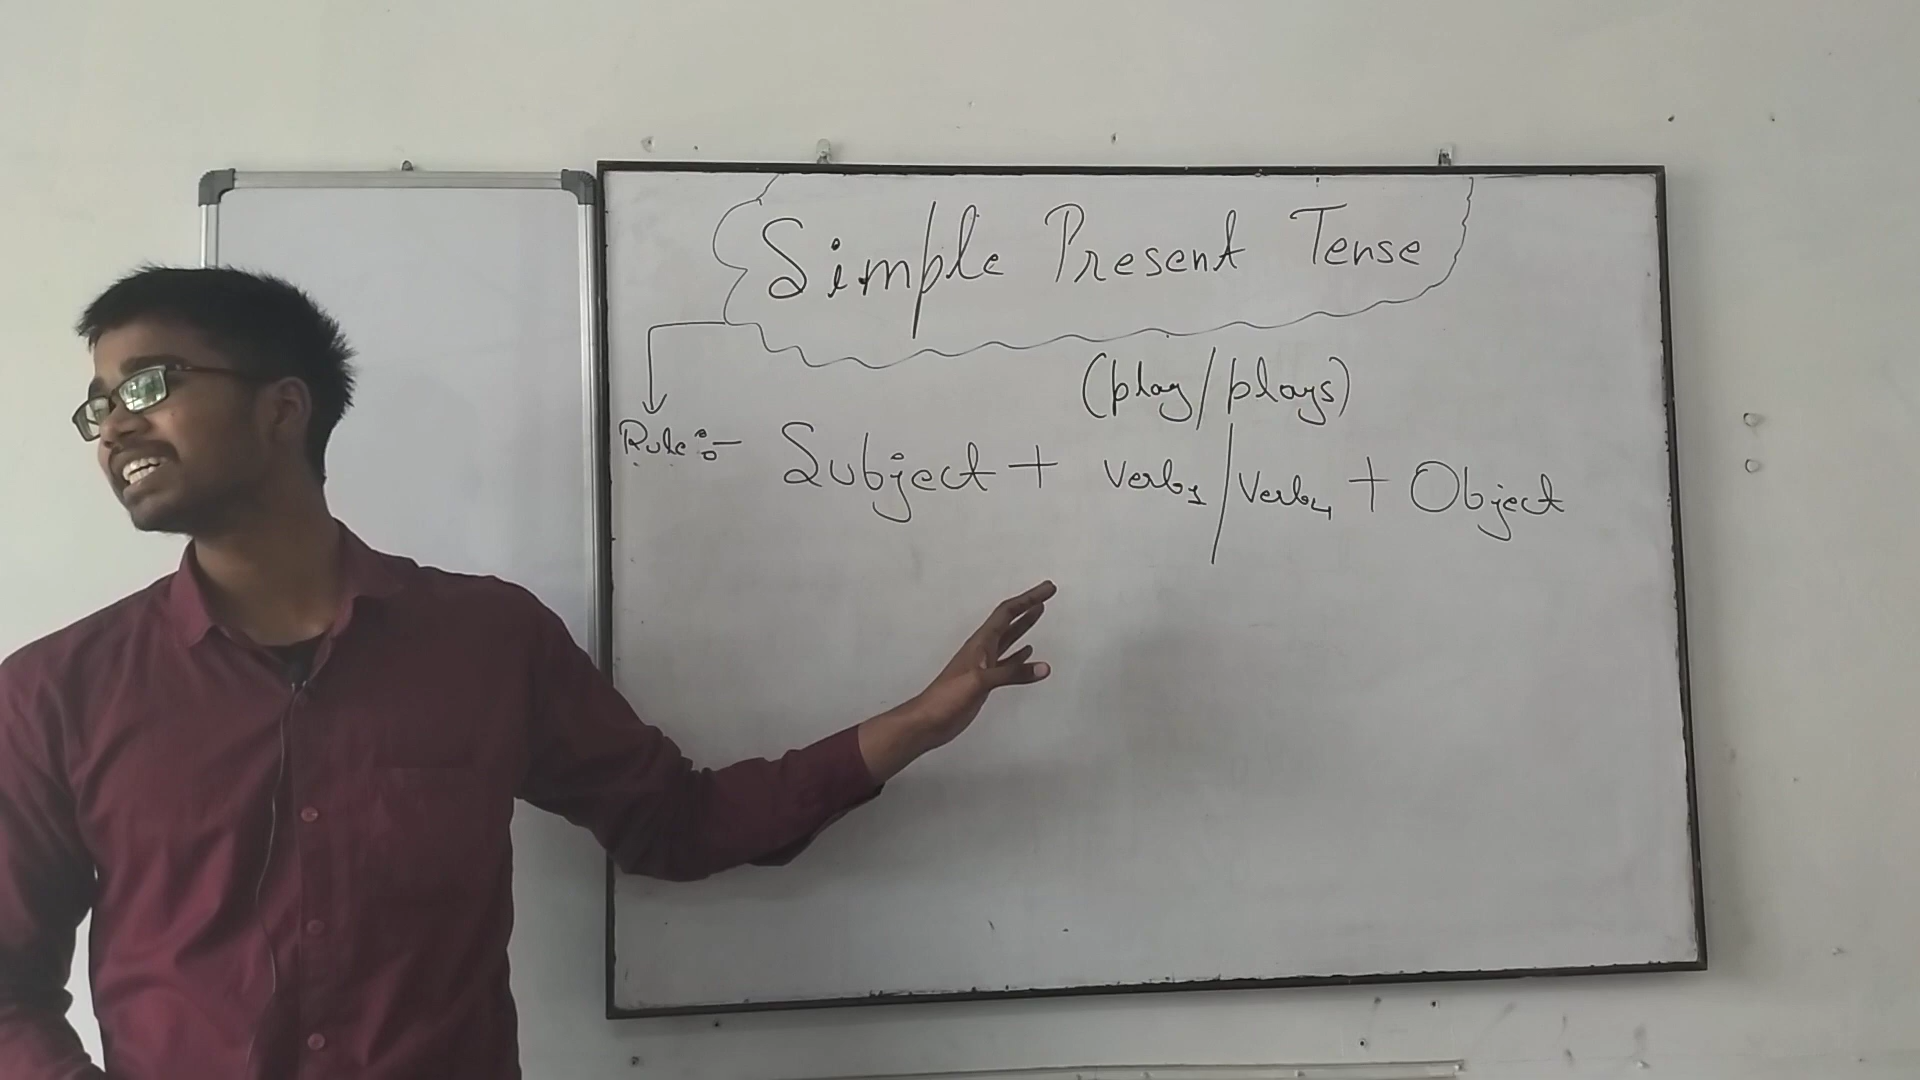 Simple Present Tense
(play/plays)
Rule:- Subject + Verb1/Verb4 + Object